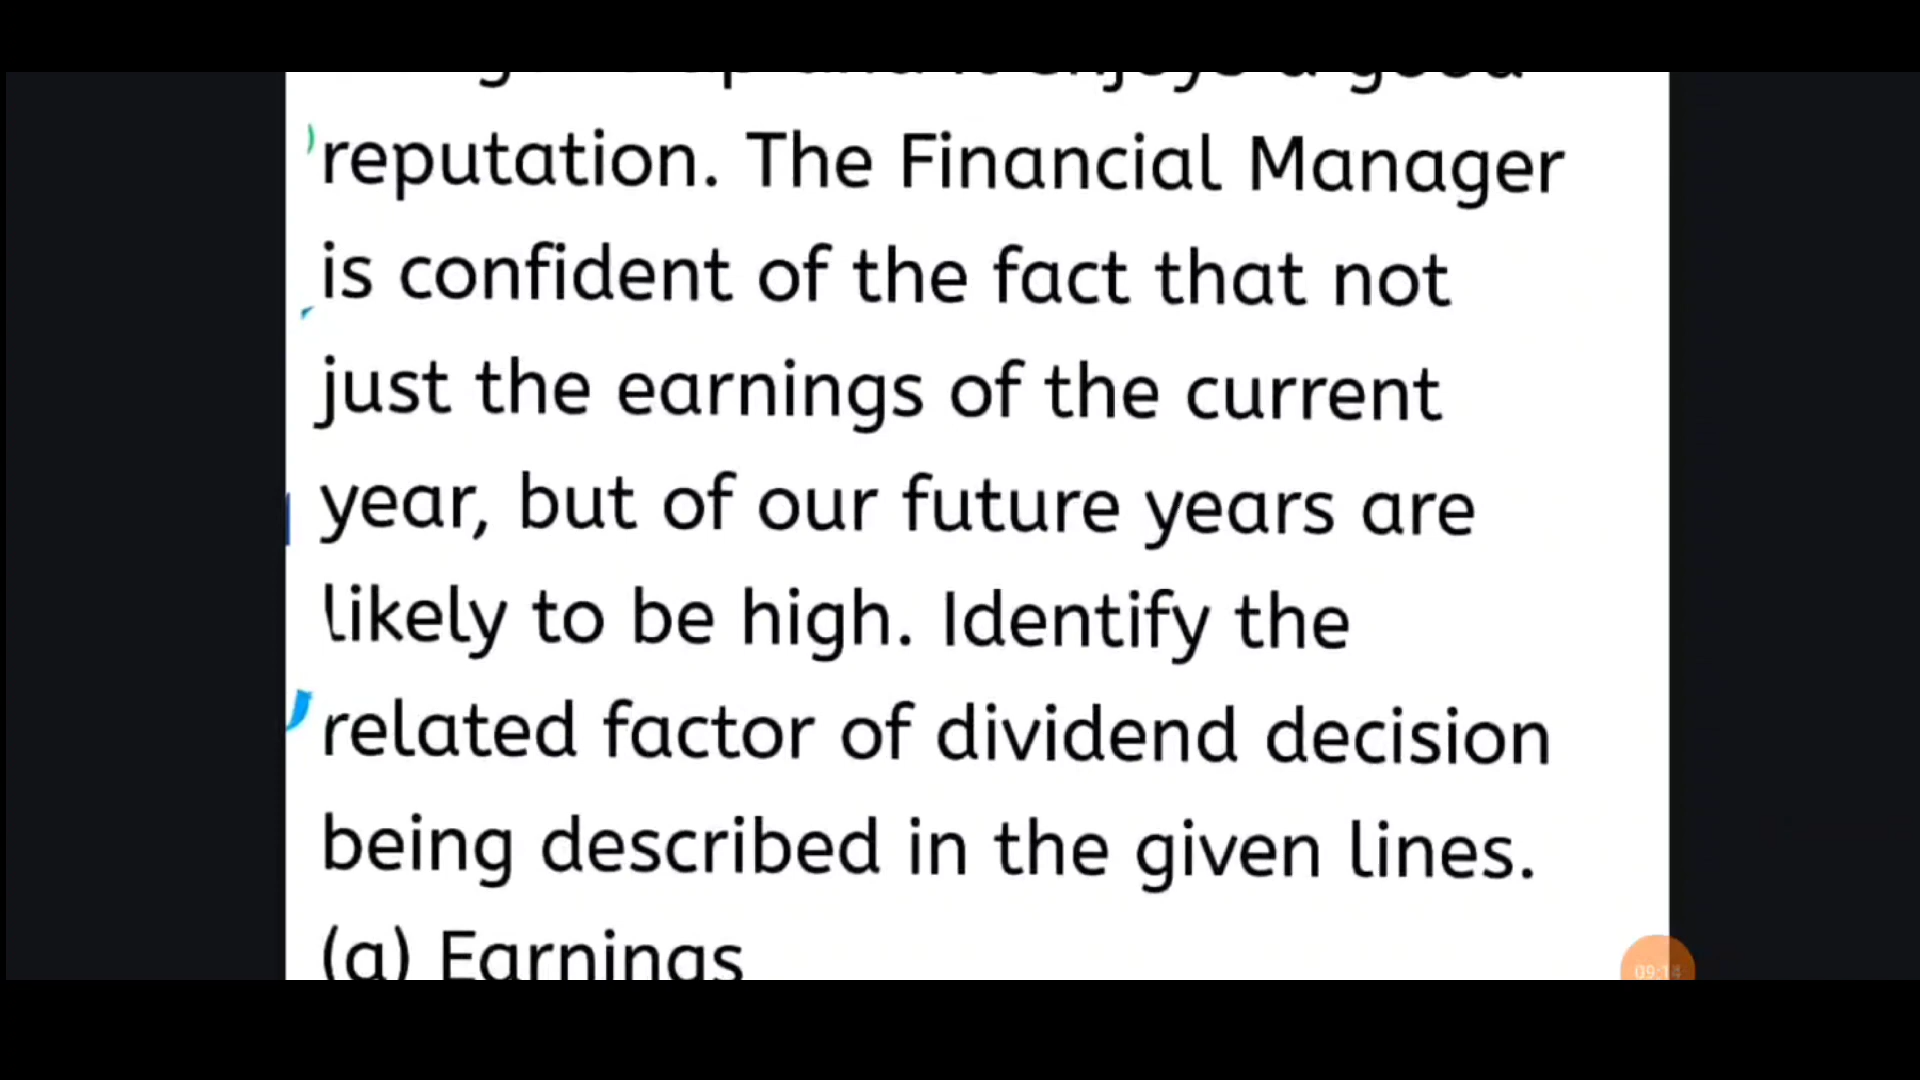 reputation. The Financial Manager
is confident of the fact that not
just the earnings of the current
year, but of our future years are
likely to be high. Identify the
related factor of dividend decision
being described in the given lines.
(a) Earnings
09:14